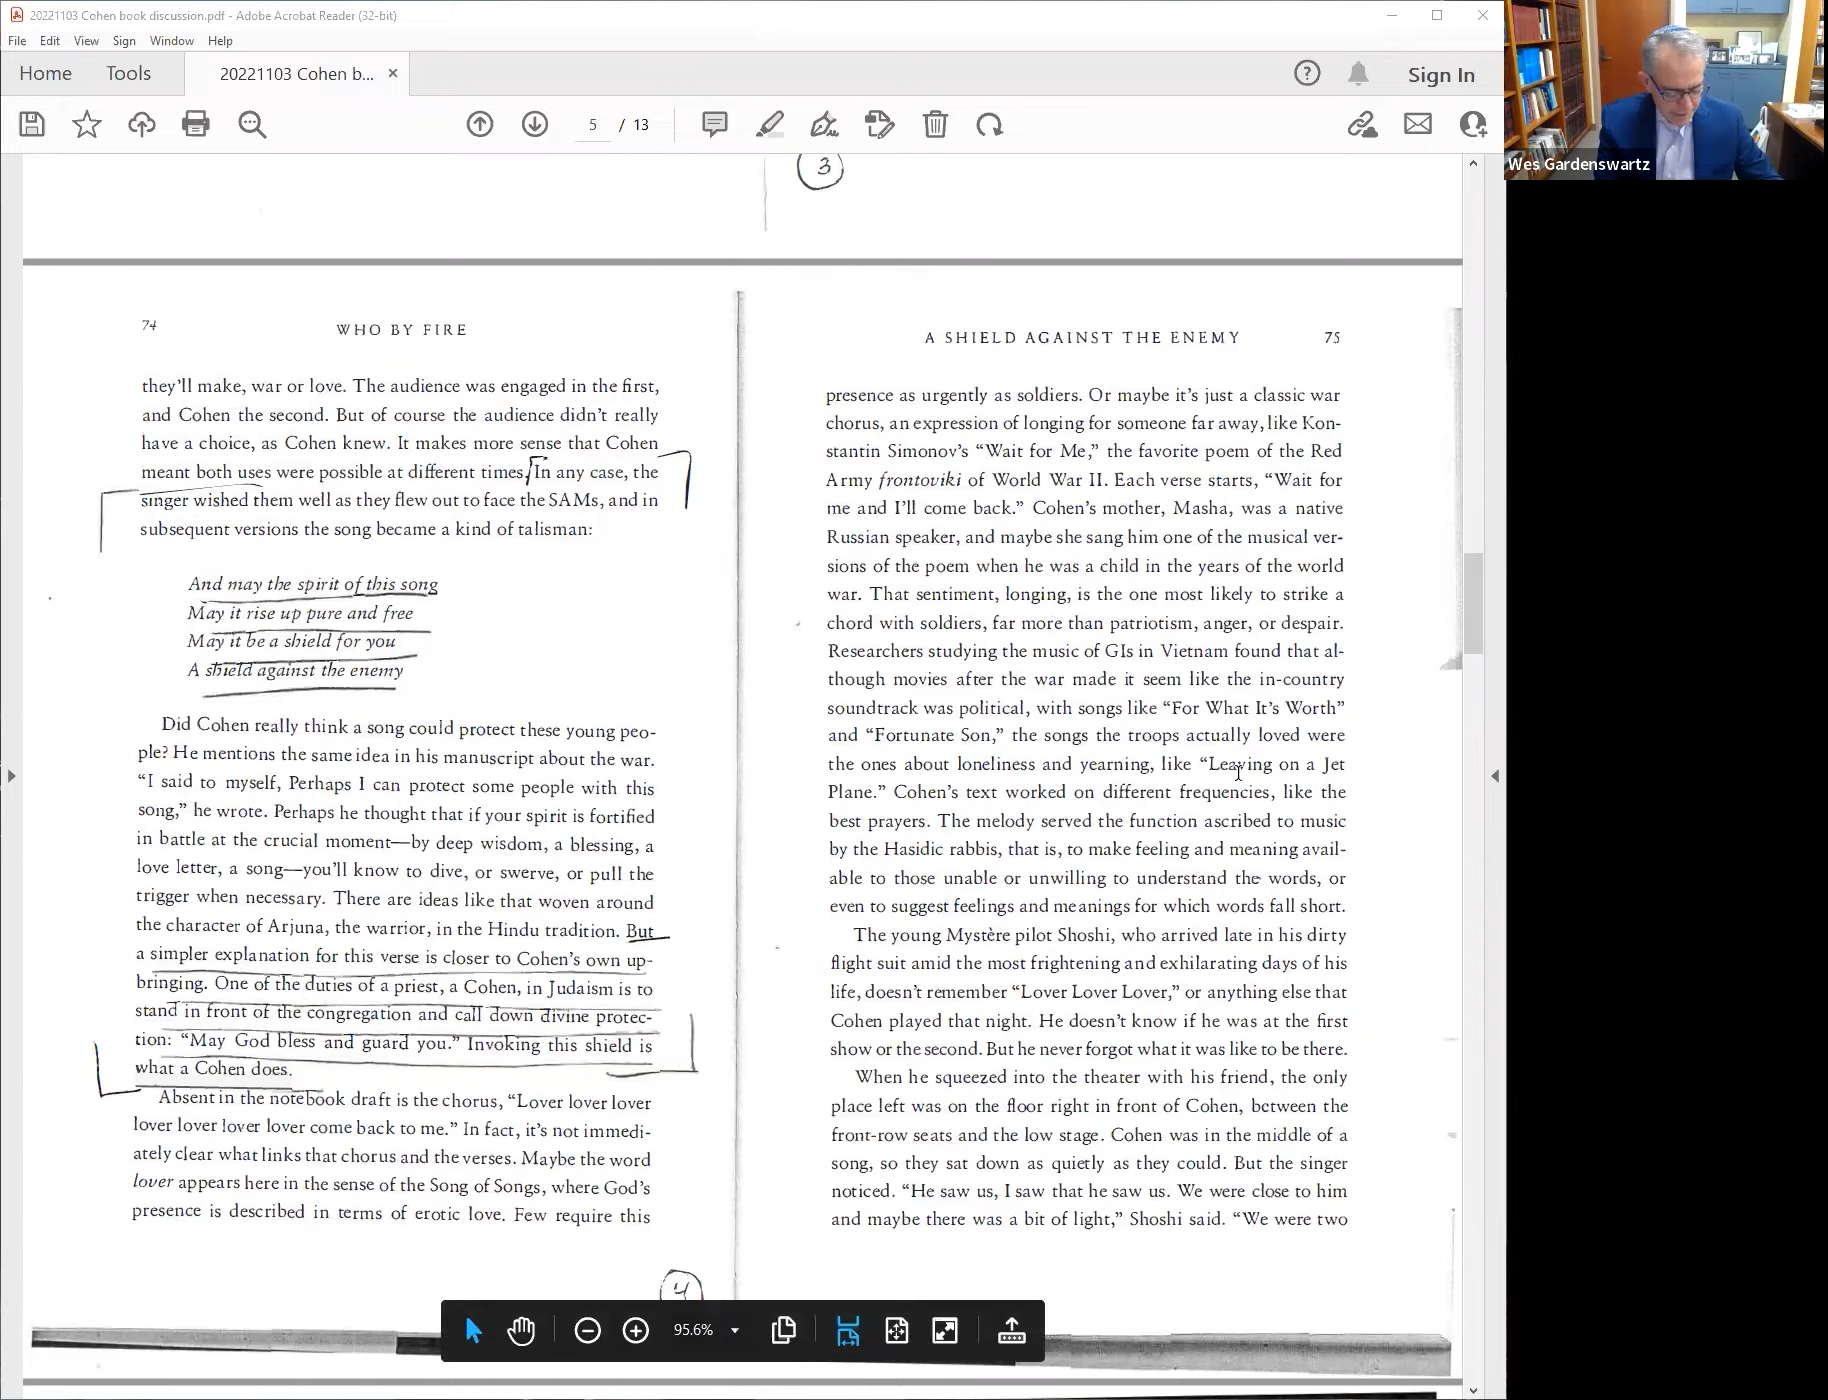 20221103 Cohen book discussion.pdf - Adobe Acrobat Reader (32-bit)
File Edit View Sign Window Help
Home Tools 20221103 Cohen b... × Sign In
5 / 13
Wes Gardenswartz
3
74 WHO BY FIRE
they’ll make, war or love. The audience was engaged in the first,
and Cohen the second. But of course the audience didn’t really
have a choice, as Cohen knew. It makes more sense that Cohen
meant both uses were possible at different times. In any case, the
singer wished them well as they flew out to face the SAMs, and in
subsequent versions the song became a kind of talisman:
And may the spirit of this song
May it rise up pure and free
May it be a shield for you
A shield against the enemy
Did Cohen really think a song could protect these young peo-
ple? He mentions the same idea in his manuscript about the war.
“I said to myself, Perhaps I can protect some people with this
song,” he wrote. Perhaps he thought that if your spirit is fortified
in battle at the crucial moment—by deep wisdom, a blessing, a
love letter, a song—you’ll know to dive, or swerve, or pull the
trigger when necessary. There are ideas like that woven around
the character of Arjuna, the warrior, in the Hindu tradition. But
a simpler explanation for this verse is closer to Cohen’s own up-
bringing. One of the duties of a priest, a Cohen, in Judaism is to
stand in front of the congregation and call down divine protec-
tion: “May God bless and guard you.” Invoking this shield is
what a Cohen does.
Absent in the notebook draft is the chorus, “Lover lover lover
lover lover lover lover come back to me.” In fact, it’s not immedi-
ately clear what links that chorus and the verses. Maybe the word
lover appears here in the sense of the Song of Songs, where God’s
presence is described in terms of erotic love. Few require this
4
A SHIELD AGAINST THE ENEMY 75
presence as urgently as soldiers. Or maybe it’s just a classic war
chorus, an expression of longing for someone far away, like Kon-
stantin Simonov’s “Wait for Me,” the favorite poem of the Red
Army frontoviki of World War II. Each verse starts, “Wait for
me and I’ll come back.” Cohen’s mother, Masha, was a native
Russian speaker, and maybe she sang him one of the musical ver-
sions of the poem when he was a child in the years of the world
war. That sentiment, longing, is the one most likely to strike a
chord with soldiers, far more than patriotism, anger, or despair.
Researchers studying the music of GIs in Vietnam found that al-
though movies after the war made it seem like the in-country
soundtrack was political, with songs like “For What It’s Worth”
and “Fortunate Son,” the songs the troops actually loved were
the ones about loneliness and yearning, like “Leaving on a Jet
Plane.” Cohen’s text worked on different frequencies, like the
best prayers. The melody served the function ascribed to music
by the Hasidic rabbis, that is, to make feeling and meaning avail-
able to those unable or unwilling to understand the words, or
even to suggest feelings and meanings for which words fall short.
The young Mystère pilot Shoshi, who arrived late in his dirty
flight suit amid the most frightening and exhilarating days of his
life, doesn’t remember “Lover Lover Lover,” or anything else that
Cohen played that night. He doesn’t know if he was at the first
show or the second. But he never forgot what it was like to be there.
When he squeezed into the theater with his friend, the only
place left was on the floor right in front of Cohen, between the
front-row seats and the low stage. Cohen was in the middle of a
song, so they sat down as quietly as they could. But the singer
noticed. “He saw us, I saw that he saw us. We were close to him
and maybe there was a bit of light,” Shoshi said. “We were two
95.6%